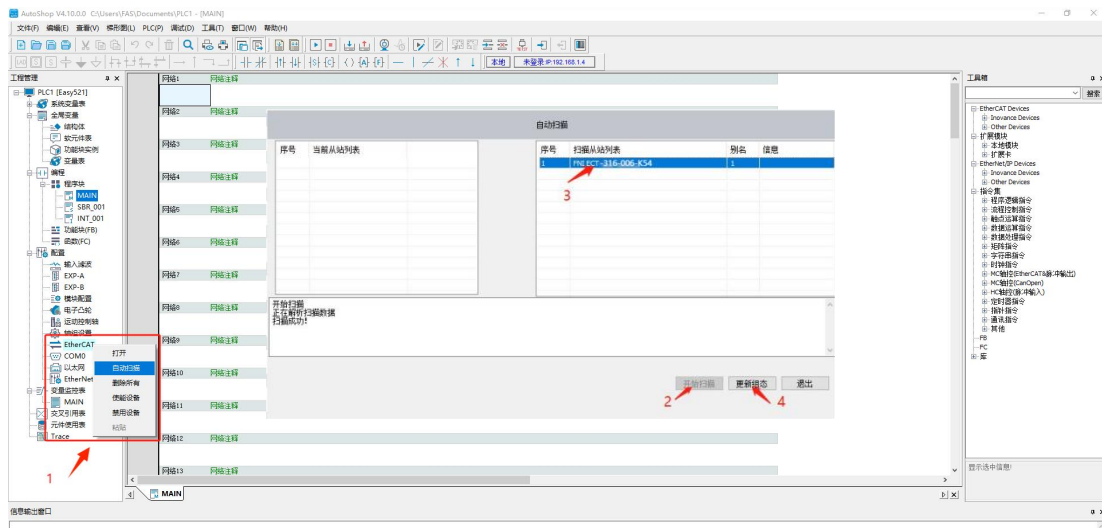 AutoShop V4.10.0.0 C:\Users\FAS\Documents\PLC1 - [MAIN]
文件(F) 编辑(E) 查看(V) 梯形图(L) PLC(P) 调试(D) 工具(T) 窗口(W) 帮助(H)
本地 未登录 IP:192.168.1.4
工程管理
PLC1 [Easy521]
系统变量表
全局变量
结构体
软元件表
功能块实例
变量表
编程
程序块
MAIN
SBR_001
INT_001
功能块(FB)
函数(FC)
配置
输入滤波
EXP-A
EXP-B
模块配置
电子凸轮
运动控制轴
轴组设置
EtherCAT
COM0
以太网
EtherNet
变量监控表
MAIN
交叉引用表
元件使用表
Trace
打开
自动扫描
删除所有
使能设备
禁用设备
粘贴
1
网络1 网络注释
网络2 网络注释
网络3 网络注释
网络4 网络注释
网络5 网络注释
网络6 网络注释
网络7 网络注释
网络8 网络注释
网络9 网络注释
网络10 网络注释
网络11 网络注释
网络12 网络注释
网络13 网络注释
MAIN
自动扫描
序号 当前从站列表
序号 扫描从站列表 别名 信息
1 FNI ECT-316-006-K54 1
3
开始扫描
正在解析扫描数据
扫描成功!
开始扫描 更新组态 退出
2
4
工具箱
搜索
EtherCAT Devices
Inovance Devices
Other Devices
扩展模块
本地模块
扩展卡
EtherNet/IP Devices
Inovance Devices
Other Devices
指令集
程序逻辑指令
流程控制指令
触点运算指令
数据运算指令
数据处理指令
矩阵指令
字符串指令
时钟指令
MC轴控(EtherCAT&脉冲输出)
MC轴控(CanOpen)
HC轴控(脉冲输入)
定时器指令
指针指令
通讯指令
其他
FB
FC
库
显示选中信息!
信息输出窗口